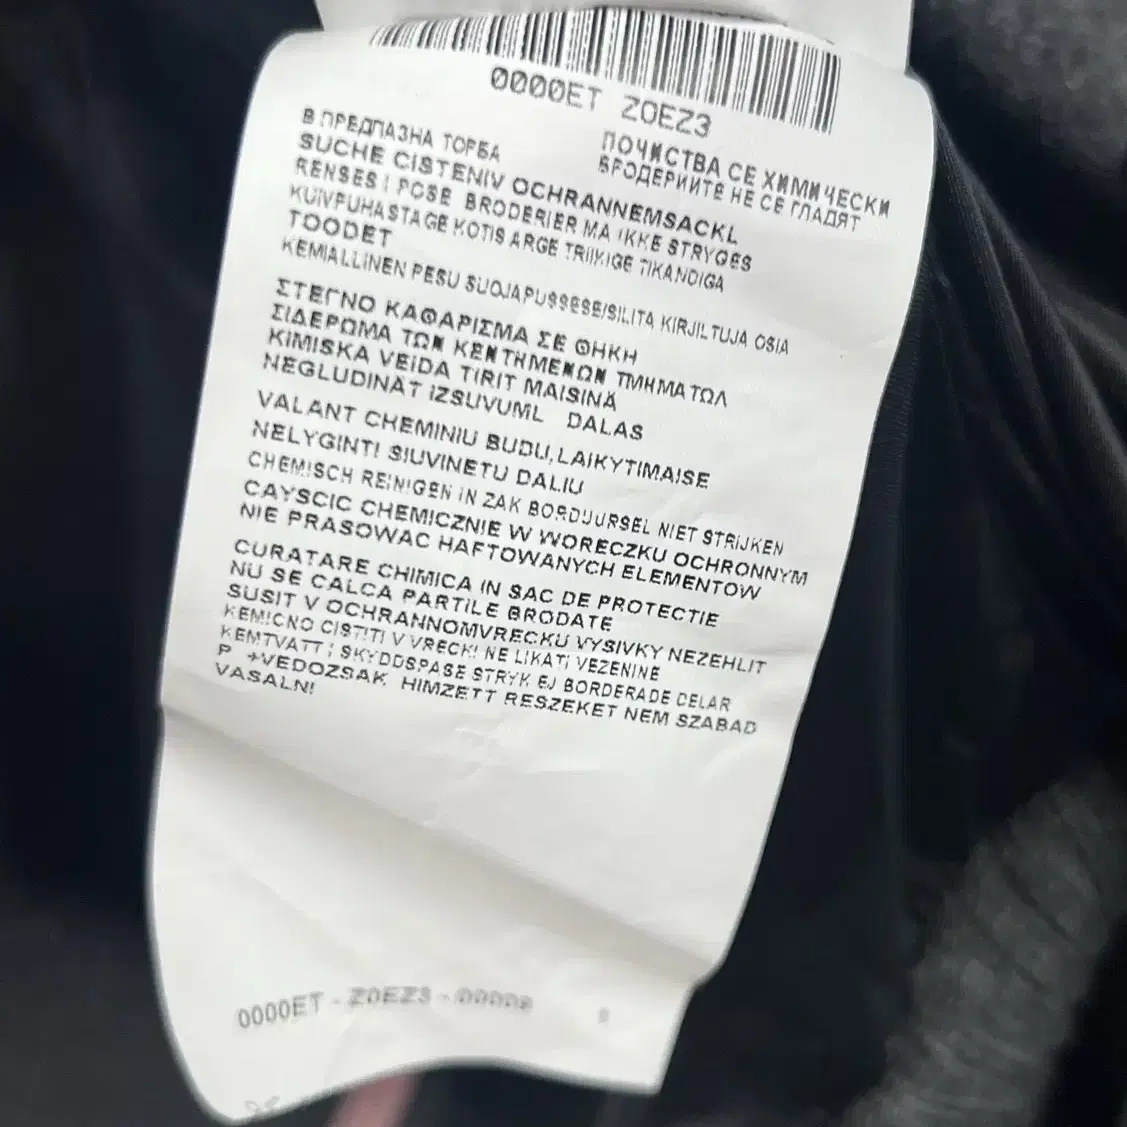 0000ET Z0EZ3
ПОЧИСТВА СЕ ХИМИЧЕСКИ
В ПРЕДПАЗНА ТОРБА
БРОДЕРИИТЕ НЕ СЕ ГЛАДЯТ
SUCHE CISTENIV OCHRANNEMSACKL
RENSES I POSE BRODERIER MA IKKE STRYGES
KUIVPUHASTAGE KOTIS ARGE TRIIKIGE TIKANDIGA
TOODET
KEMIALLINEN PESU SUOJAPUSSESE/SILITA KIRJILTUJA OSIA
ΣΤΕΓΝΟ ΚΑΘΑΡΙΣΜΑ ΣΕ ΘΗΚΗ
ΣΙΔΕΡΩΜΑ ΤΩΝ ΚΕΝΤΗΜΕΝΩΝ ΤΜΗΜΑΤΩΛ
KIMISKA VEIDA TIRIT MAISINA
NEGLUDINAT IZSUVUML DALAS
VALANT CHEMINIU BUDU,LAIKYTIMAISE
NELYGINTI SIUVINETU DALIU
CHEMISCH REINIGEN IN ZAK BORDUURSEL NIET STRIJKEN
CAYSCIC CHEMICZNIE W WORECZKU OCHRONNYM
NIE PRASOWAC HAFTOWANYCH ELEMENTOW
CURATARE CHIMICA IN SAC DE PROTECTIE
NU SE CALCA PARTILE BRODATE
SUSIT V OCHRANNOMVRECKU VYSIVKY NEZEHLIT
KEMICNO CISTITI V VRECKI NE LIKATI VEZENINE
KEMTVATT I SKYDDSPASE STRYK EJ BORDERADE DELAR
P +VEDOZSAK HIMZETT RESZEKET NEM SZABAD
VASALNI
0000ET - Z0EZ3 -